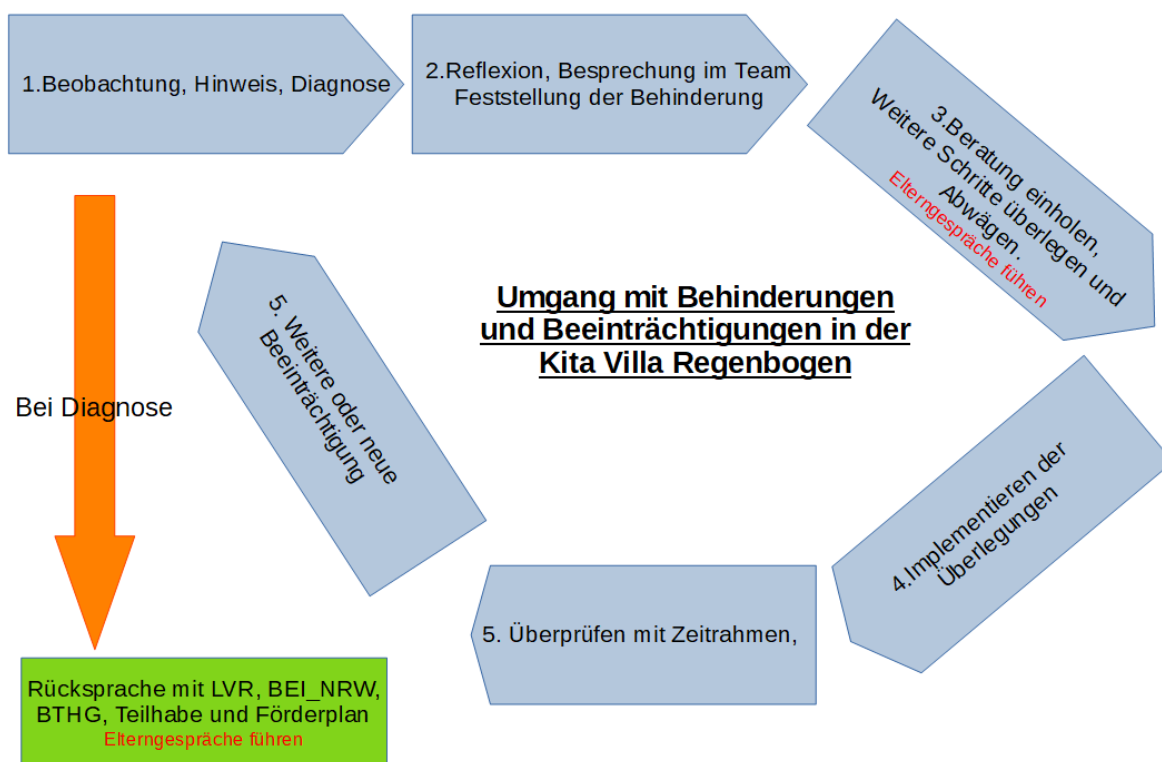 1.Beobachtung, Hinweis, Diagnose
2.Reflexion, Besprechung im Team
Feststellung der Behinderung
3.Beratung einholen,
Weitere Schritte überlegen und
Abwägen.
Elterngespräche führen
Umgang mit Behinderungen
und Beeinträchtigungen in der
Kita Villa Regenbogen
4.Implementieren der
Überlegungen
5. Überprüfen mit Zeitrahmen,
5. Weitere oder neue
Beeinträchtigung
Bei Diagnose
Rücksprache mit LVR, BEI_NRW,
BTHG, Teilhabe und Förderplan
Elterngespräche führen